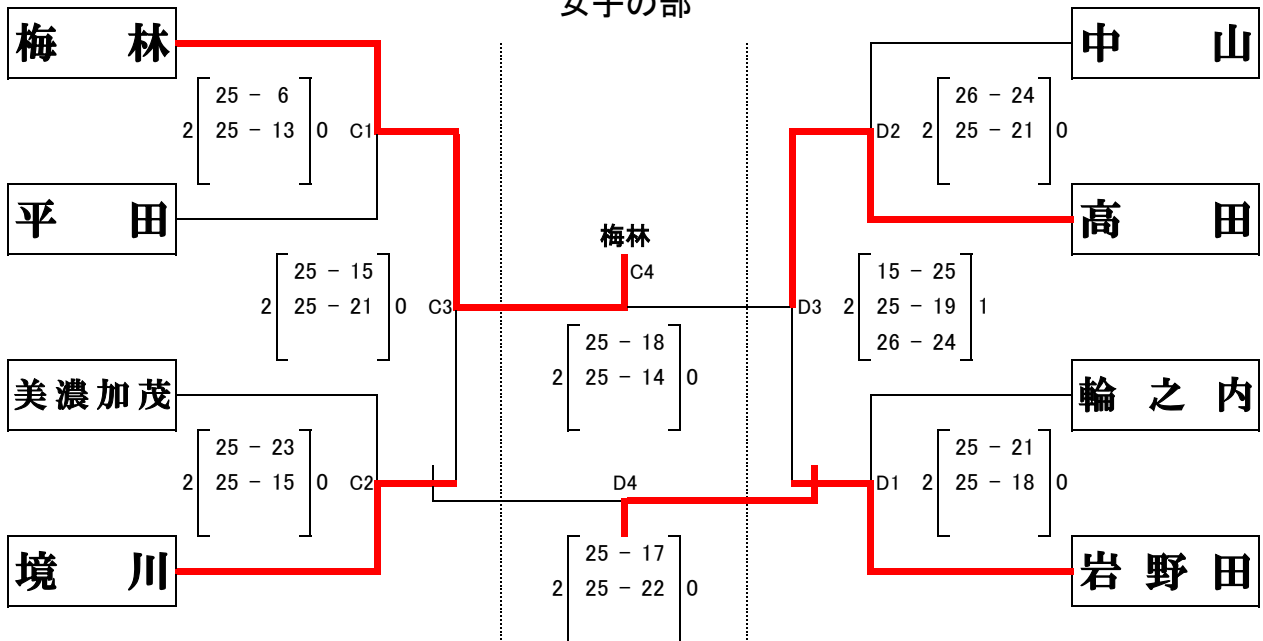 女子の部
梅林
中山
25 - 6
2 25 - 13 0 C1
26 - 24
D2 2 25 - 21 0
平田
高田
梅林
C4
25 - 15
2 25 - 21 0 C3
15 - 25
D3 2 25 - 19 1
26 - 24
25 - 18
2 25 - 14 0
美濃加茂
輪之内
25 - 23
2 25 - 15 0 C2
25 - 21
D1 2 25 - 18 0
D4
境川
岩野田
25 - 17
2 25 - 22 0